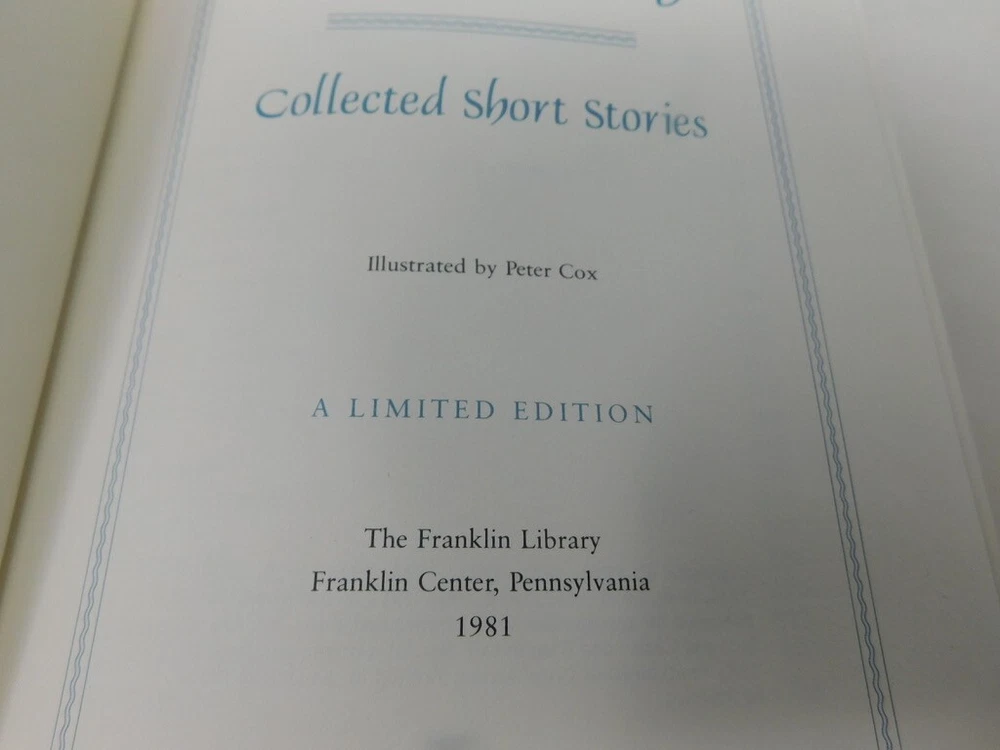 Collected Short Stories
Illustrated by Peter Cox
A LIMITED EDITION
The Franklin Library
Franklin Center, Pennsylvania
1981